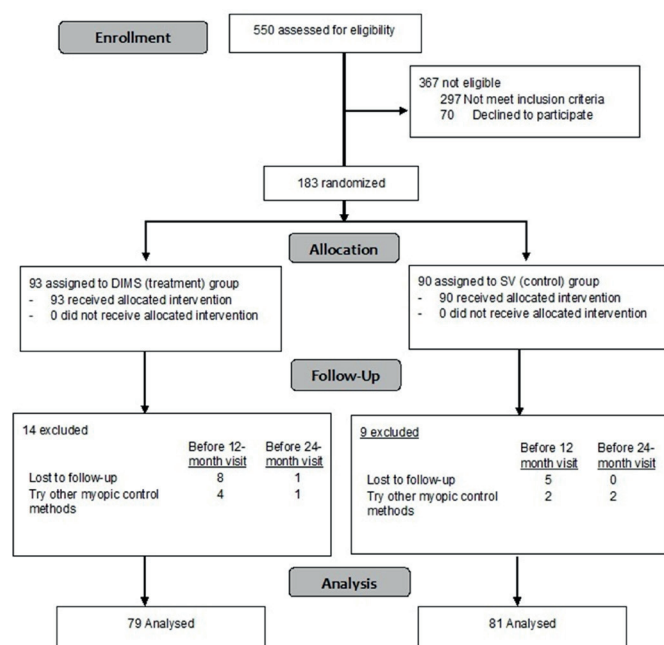 Enrollment
550 assessed for eligibility
367 not eligible
297 Not meet inclusion criteria
70 Declined to participate
183 randomized
Allocation
93 assigned to DIMS (treatment) group
- 93 received allocated intervention
- 0 did not receive allocated intervention
90 assigned to SV (control) group
- 90 received allocated intervention
- 0 did not receive allocated intervention
Follow-Up
14 excluded
Before 12- Before 24-
month visit month visit
Lost to follow-up 8 1
Try other myopic control 4 1
methods
9 excluded
Before 12 Before 24-
month visit month visit
Lost to follow-up 5 0
Try other myopic control 2 2
methods
Analysis
79 Analysed
81 Analysed